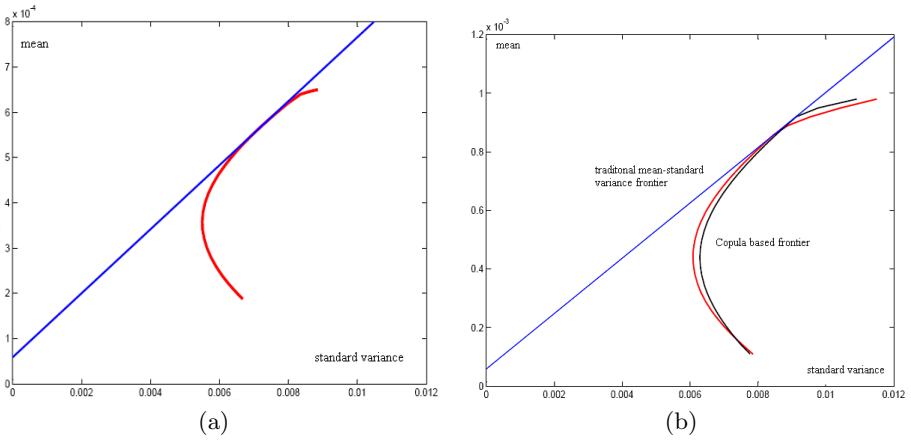 8 x 10^-4
mean
7
6
5
4
3
2
1
0
standard variance
0 0.002 0.004 0.006 0.008 0.01 0.012
(a)
1.2 x 10^-3
mean
1
0.8
0.6
0.4
0.2
0
traditonal mean-standard
variance frontier
Copula based frontier
standard variance
0 0.002 0.004 0.006 0.008 0.01 0.012
(b)